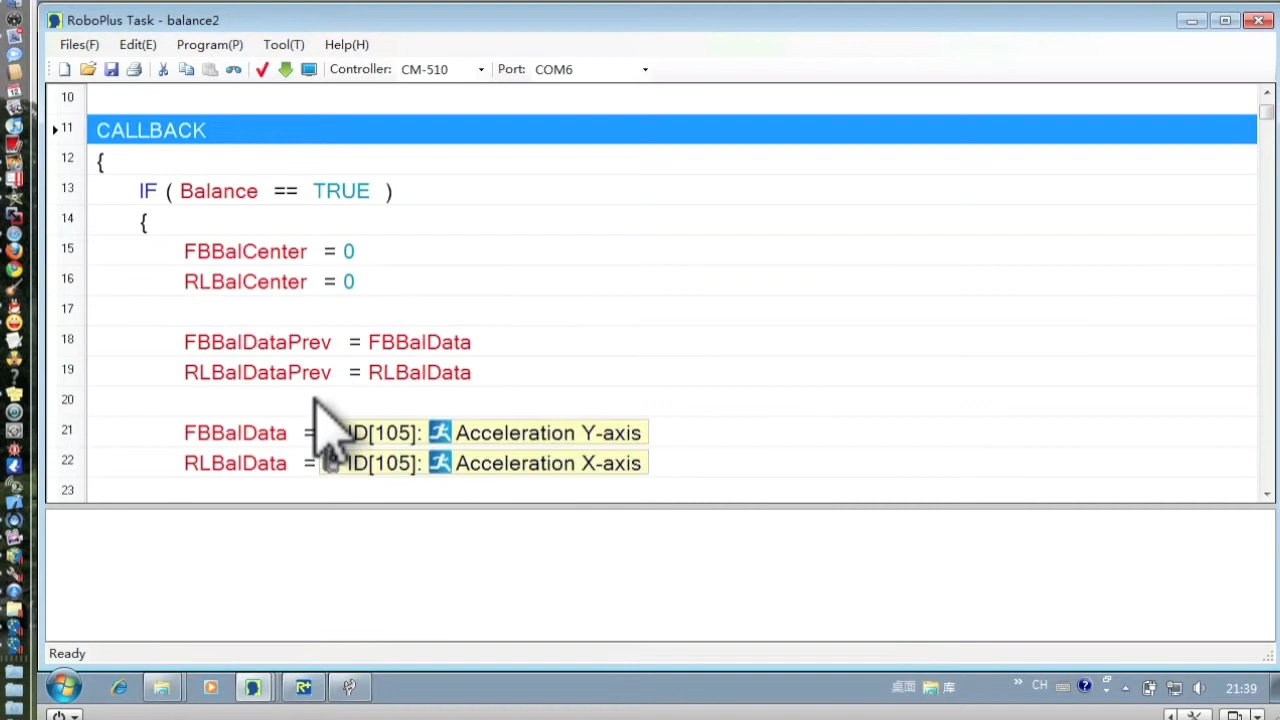 RoboPlus Task - balance2
Files(F) Edit(E) Program(P) Tool(T) Help(H)
Controller: CM-510 Port: COM6
10
11 CALLBACK
12 {
13 IF ( Balance == TRUE )
14 {
15 FBBalCenter = 0
16 RLBalCenter = 0
17
18 FBBalDataPrev = FBBalData
19 RLBalDataPrev = RLBalData
20
21 FBBalData = ID[105]: Acceleration Y-axis
22 RLBalData = ID[105]: Acceleration X-axis
23
Ready
桌面 库 » CH 21:39